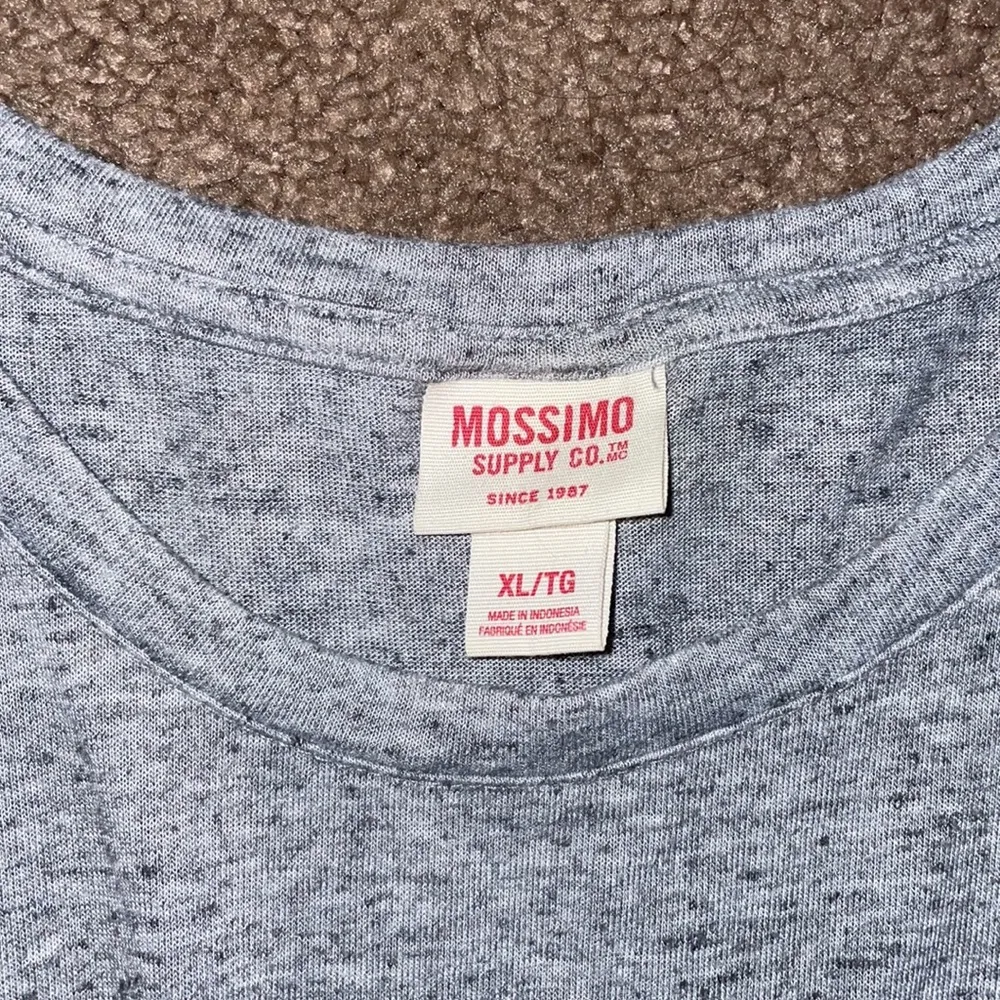 MOSSIMO
SUPPLY CO.™ MC
SINCE 1987
XL/TG
MADE IN INDONESIA
FABRIQUÉ EN INDONÉSIE